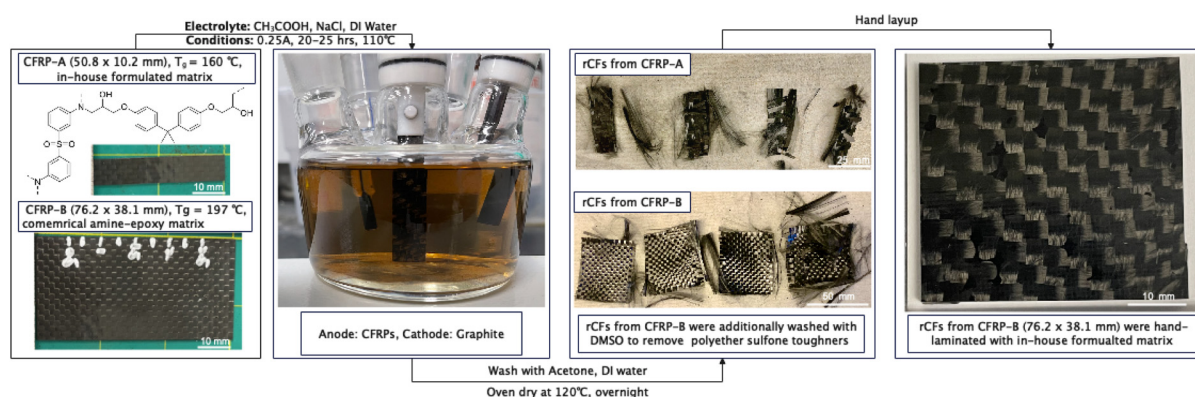 Electrolyte: CH₃COOH, NaCl, DI Water
Conditions: 0.25A, 20-25 hrs, 110℃
Hand layup
CFRP-A (50.8 x 10.2 mm), Tg = 160 ℃,
in-house formulated matrix
OH
N
O
O
OH
O=S=O
N
10 mm
CFRP-B (76.2 x 38.1 mm), Tg = 197 ℃,
comemrical amine-epoxy matrix
10 mm
Anode: CFRPs, Cathode: Graphite
rCFs from CFRP-A
25 mm
rCFs from CFRP-B
50 mm
rCFs from CFRP-B were additionally washed with
DMSO to remove polyether sulfone toughners
10 mm
rCFs from CFRP-B (76.2 x 38.1 mm) were hand-
laminated with in-house formualted matrix
Wash with Acetone, DI water
Oven dry at 120℃, overnight